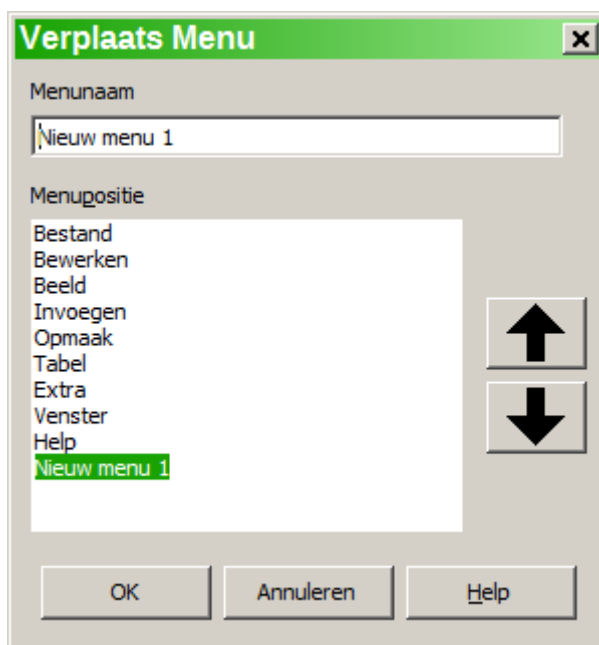 Verplaats Menu
Menunaam
Nieuw menu 1
Menupositie
Bestand
Bewerken
Beeld
Invoegen
Opmaak
Tabel
Extra
Venster
Help
Nieuw menu 1
OK
Annuleren
Help